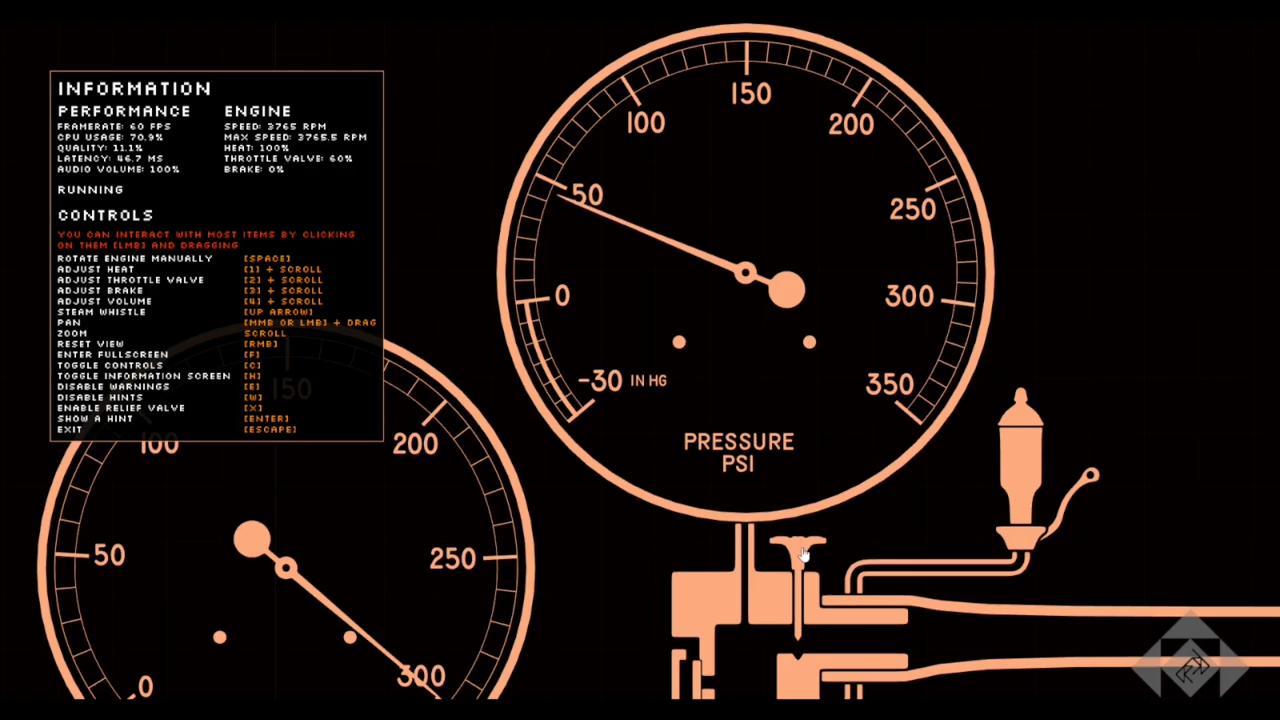 INFORMATION
PERFORMANCE ENGINE
FRAMERATE: 60 FPS SPEED: 3765 RPM
CPU USAGE: 70.9% MAX SPEED: 3765.5 RPM
QUALITY: 11.1% HEAT: 100%
LATENCY: 46.7 MS THROTTLE VALVE: 60%
AUDIO VOLUME: 100% BRAKE: 0%
RUNNING
CONTROLS
YOU CAN INTERACT WITH MOST ITEMS BY CLICKING
ON THEM [LMB] AND DRAGGING
ROTATE ENGINE MANUALLY [SPACE]
ADJUST HEAT [1] + SCROLL
ADJUST THROTTLE VALVE [2] + SCROLL
ADJUST BRAKE [3] + SCROLL
ADJUST VOLUME [4] + SCROLL
STEAM WHISTLE [UP ARROW]
PAN [MMB OR LMB] + DRAG
ZOOM SCROLL
RESET VIEW [RMB]
ENTER FULLSCREEN [F]
TOGGLE CONTROLS [C]
TOGGLE INFORMATION SCREEN [H]
DISABLE WARNINGS [E]
DISABLE HINTS [W]
ENABLE RELIEF VALVE [X]
SHOW A HINT [ENTER]
EXIT [ESCAPE]
150
100 200
50 250
0 300
-30 IN HG 350
PRESSURE
PSI
150
100 200
50 250
0 300